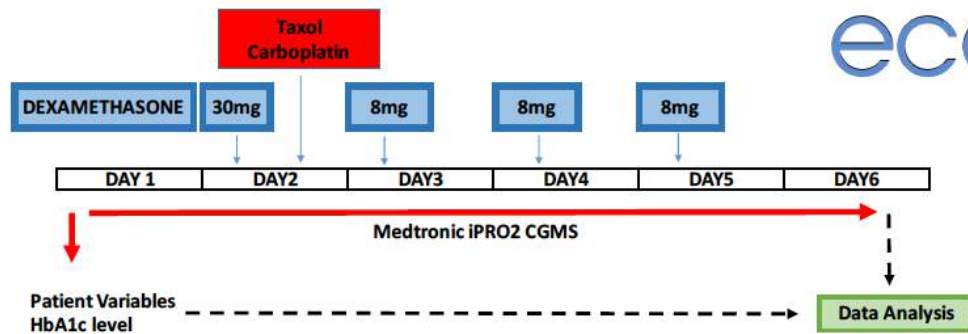 Taxol
Carboplatin
DEXAMETHASONE 30mg 8mg 8mg 8mg
DAY 1 DAY2 DAY3 DAY4 DAY5 DAY6
Medtronic iPRO2 CGMS
Patient Variables
HbA1c level
Data Analysis